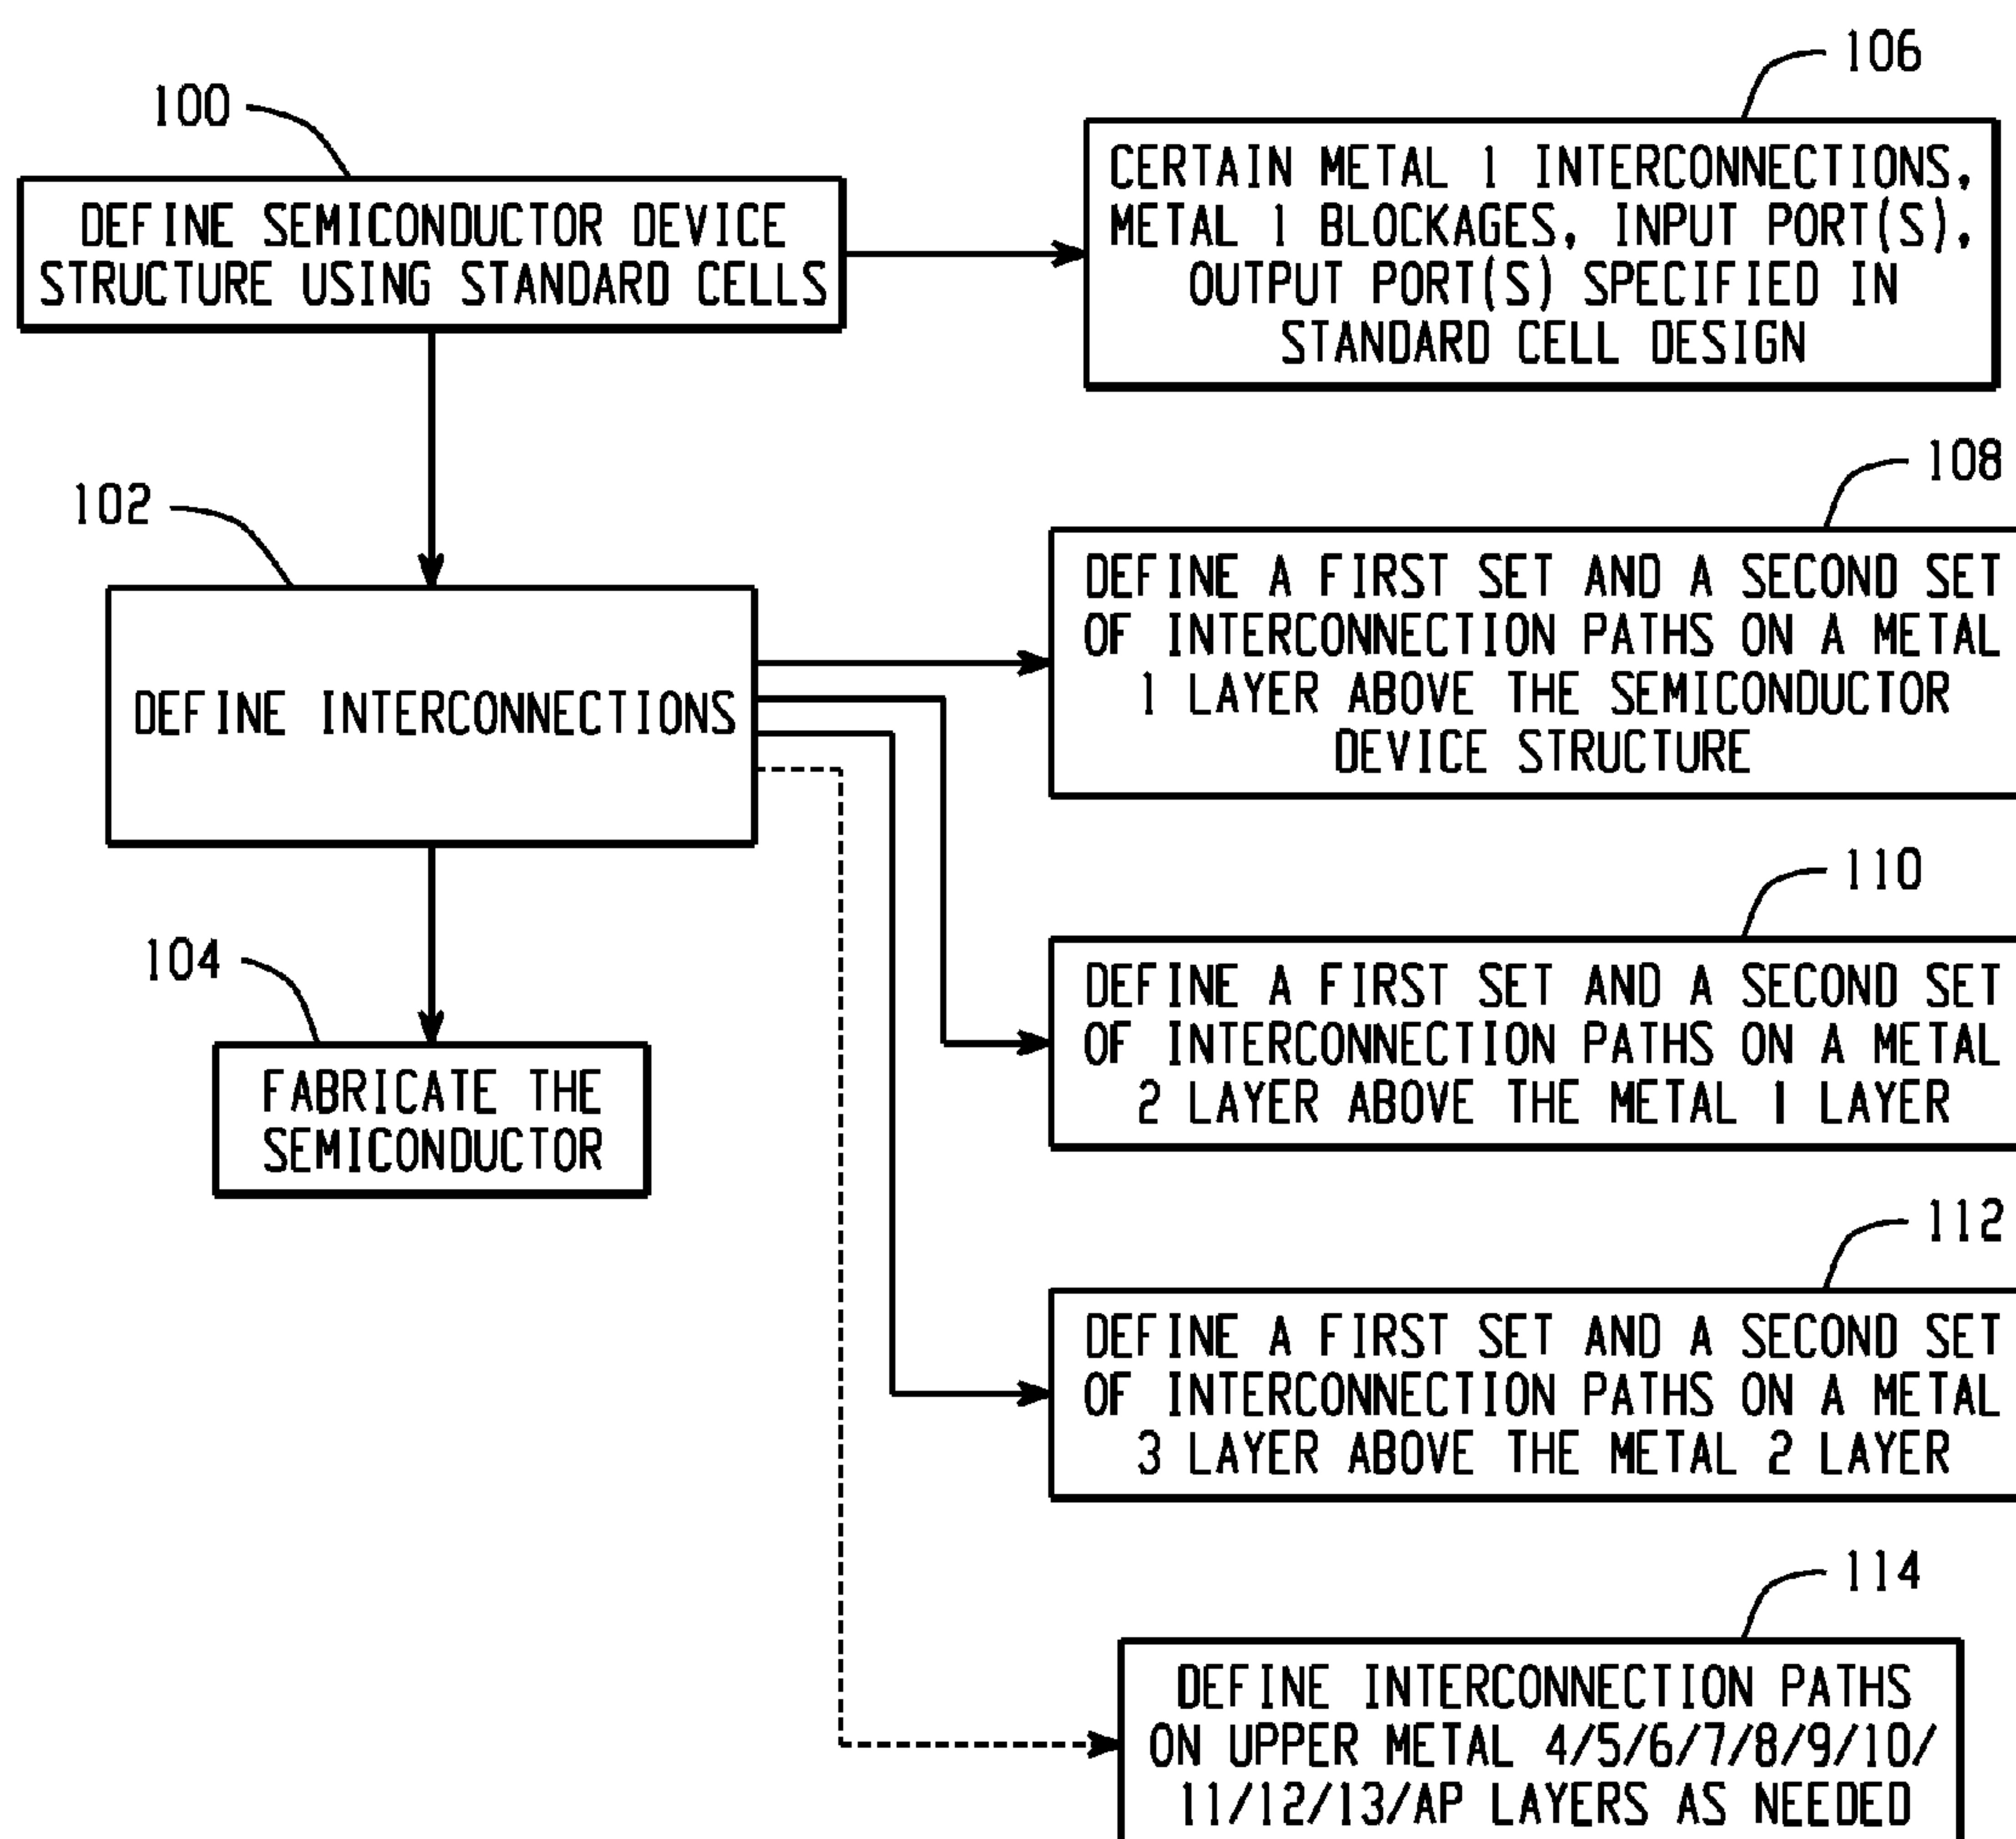 100
DEFINE SEMICONDUCTOR DEVICE
STRUCTURE USING STANDARD CELLS
106
CERTAIN METAL 1 INTERCONNECTIONS,
METAL 1 BLOCKAGES, INPUT PORT(S),
OUTPUT PORT(S) SPECIFIED IN
STANDARD CELL DESIGN
102
DEFINE INTERCONNECTIONS
108
DEFINE A FIRST SET AND A SECOND SET
OF INTERCONNECTION PATHS ON A METAL
1 LAYER ABOVE THE SEMICONDUCTOR
DEVICE STRUCTURE
104
FABRICATE THE
SEMICONDUCTOR
110
DEFINE A FIRST SET AND A SECOND SET
OF INTERCONNECTION PATHS ON A METAL
2 LAYER ABOVE THE METAL 1 LAYER
112
DEFINE A FIRST SET AND A SECOND SET
OF INTERCONNECTION PATHS ON A METAL
3 LAYER ABOVE THE METAL 2 LAYER
114
DEFINE INTERCONNECTION PATHS
ON UPPER METAL 4/5/6/7/8/9/10/
11/12/13/AP LAYERS AS NEEDED